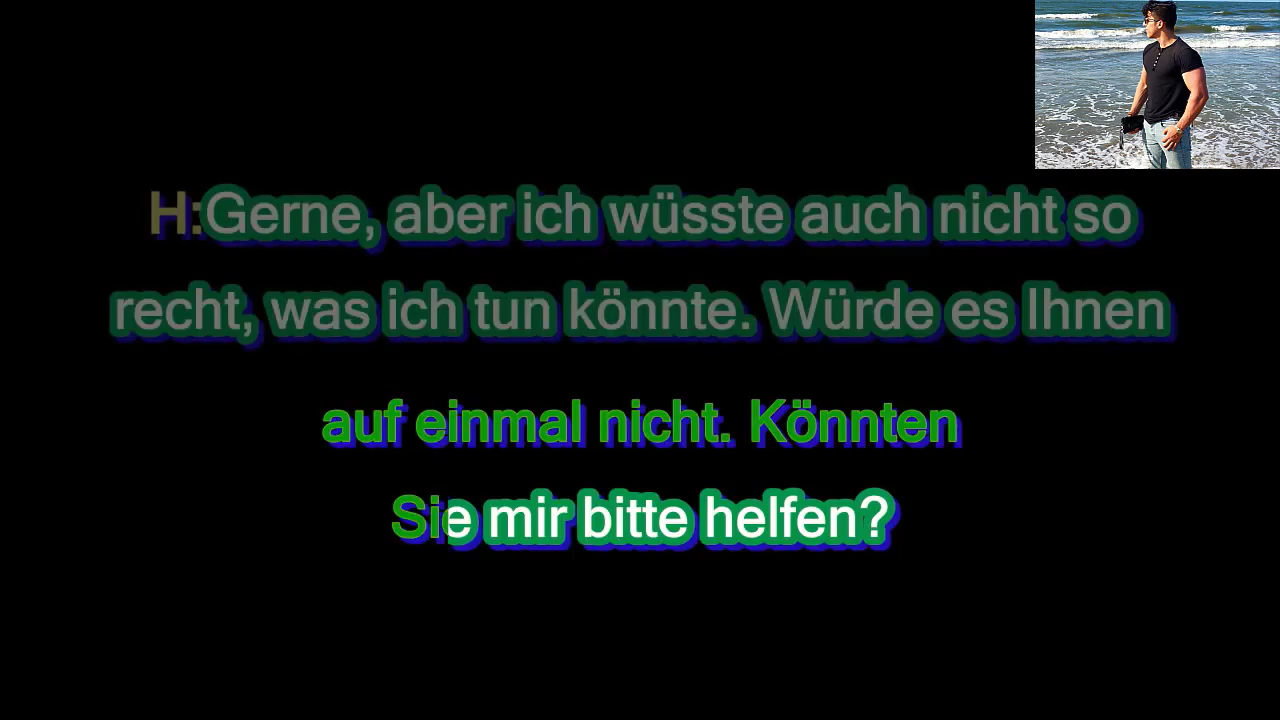 H:Gerne, aber ich wüsste auch nicht so
recht, was ich tun könnte. Würde es Ihnen
auf einmal nicht. Könnten
Sie mir bitte helfen?